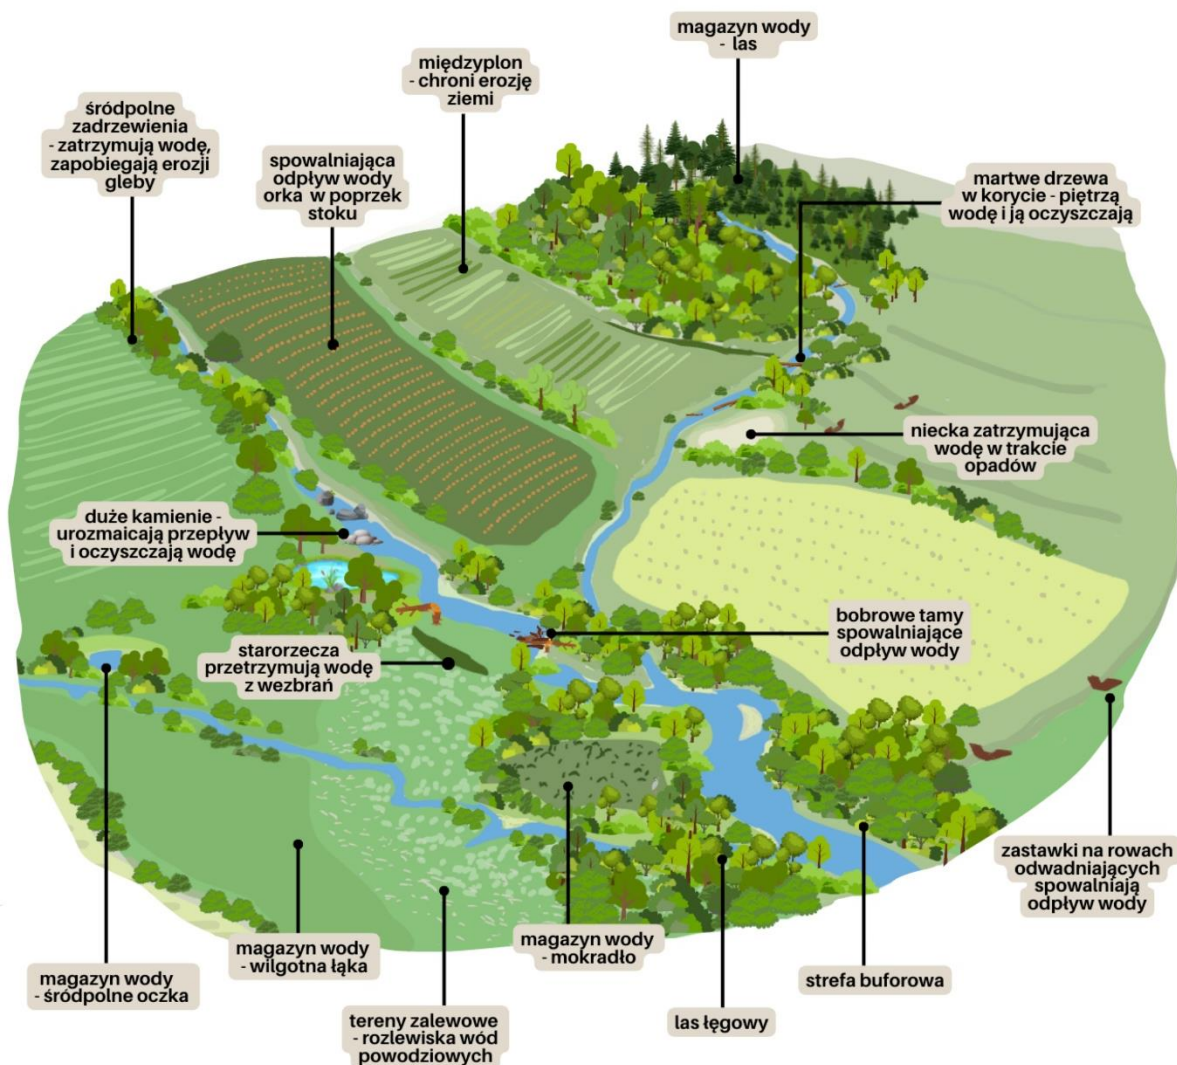 magazyn wody
- las
międzyplon
- chroni erozję
ziemi
śródpolne
zadrzewienia
- zatrzymują wodę,
zapobiegają erozji
gleby
spowalniająca
odpływ wody
orka w poprzek
stoku
martwe drzewa
w korycie - piętrzą
wodę i ją oczyszczają
niecka zatrzymująca
wodę w trakcie
opadów
duże kamienie -
urozmaicają przepływ
i oczyszczają wodę
bobrowe tamy
spowalniające
odpływ wody
starorzecza
przetrzymują wodę
z wezbrań
zastawki na rowach
odwadniających
spowalniają
odpływ wody
magazyn wody
- śródpolne oczka
magazyn wody
- wilgotna łąka
magazyn wody
- mokradło
strefa buforowa
tereny zalewowe
- rozlewiska wód
powodziowych
las łęgowy